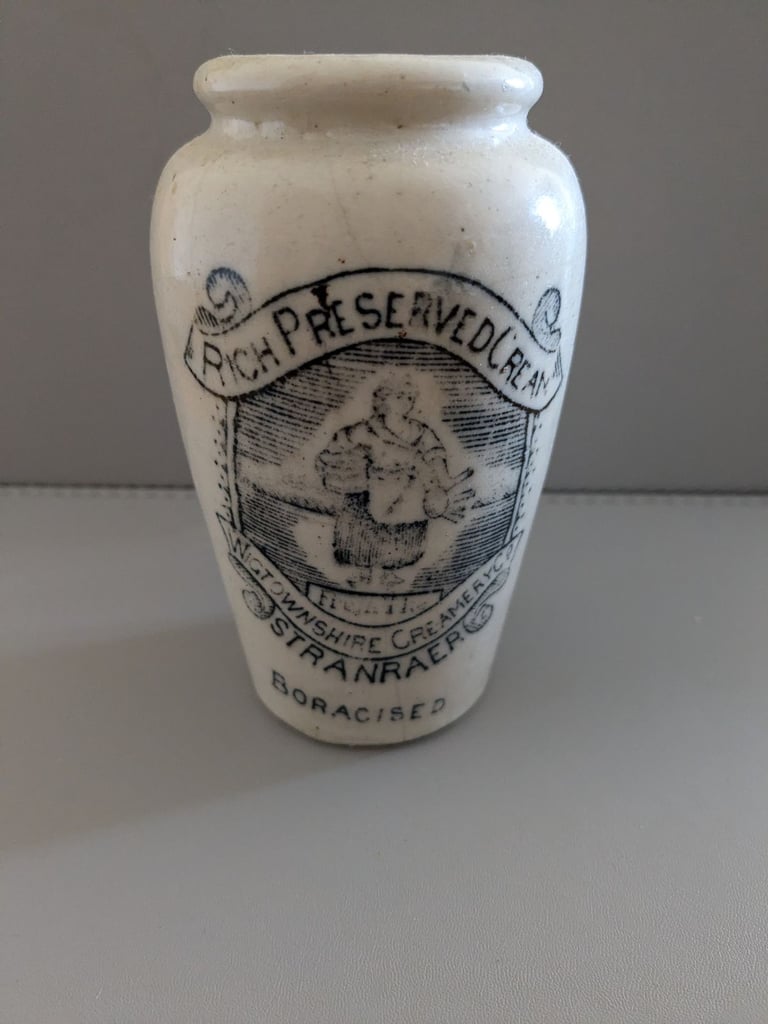 RICH PRESERVED CREAM
WIGTOWNSHIRE CREAMERY Co
STRANRAER
BORACISED